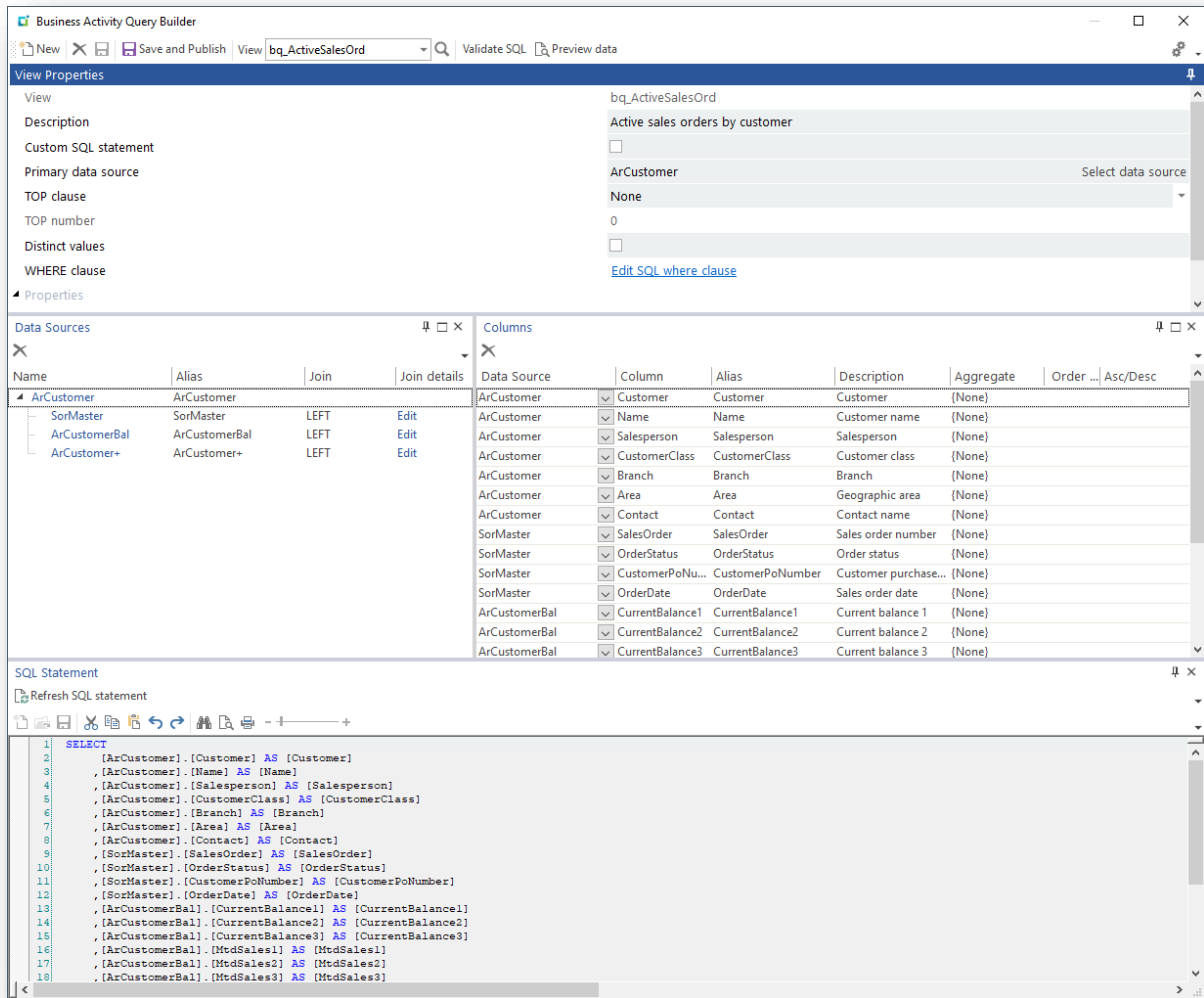 Business Activity Query Builder
New Save and Publish View bq_ActiveSalesOrd Validate SQL Preview data
View Properties
View bq_ActiveSalesOrd
Description Active sales orders by customer
Custom SQL statement
Primary data source ArCustomer Select data source
TOP clause None
TOP number 0
Distinct values
WHERE clause Edit SQL where clause
Properties
Data Sources
Name Alias Join Join details
ArCustomer ArCustomer
SorMaster SorMaster LEFT Edit
ArCustomerBal ArCustomerBal LEFT Edit
ArCustomer+ ArCustomer+ LEFT Edit
Columns
Data Source Column Alias Description Aggregate Order ... Asc/Desc
ArCustomer Customer Customer Customer {None}
ArCustomer Name Name Customer name {None}
ArCustomer Salesperson Salesperson Salesperson {None}
ArCustomer CustomerClass CustomerClass Customer class {None}
ArCustomer Branch Branch Branch {None}
ArCustomer Area Area Geographic area {None}
ArCustomer Contact Contact Contact name {None}
SorMaster SalesOrder SalesOrder Sales order number {None}
SorMaster OrderStatus OrderStatus Order status {None}
SorMaster CustomerPoNu... CustomerPoNumber Customer purchase... {None}
SorMaster OrderDate OrderDate Sales order date {None}
ArCustomerBal CurrentBalance1 CurrentBalance1 Current balance 1 {None}
ArCustomerBal CurrentBalance2 CurrentBalance2 Current balance 2 {None}
ArCustomerBal CurrentBalance3 CurrentBalance3 Current balance 3 {None}
SQL Statement
Refresh SQL statement
1 SELECT
2 [ArCustomer].[Customer] AS [Customer]
3 ,[ArCustomer].[Name] AS [Name]
4 ,[ArCustomer].[Salesperson] AS [Salesperson]
5 ,[ArCustomer].[CustomerClass] AS [CustomerClass]
6 ,[ArCustomer].[Branch] AS [Branch]
7 ,[ArCustomer].[Area] AS [Area]
8 ,[ArCustomer].[Contact] AS [Contact]
9 ,[SorMaster].[SalesOrder] AS [SalesOrder]
10 ,[SorMaster].[OrderStatus] AS [OrderStatus]
11 ,[SorMaster].[CustomerPoNumber] AS [CustomerPoNumber]
12 ,[SorMaster].[OrderDate] AS [OrderDate]
13 ,[ArCustomerBal].[CurrentBalance1] AS [CurrentBalance1]
14 ,[ArCustomerBal].[CurrentBalance2] AS [CurrentBalance2]
15 ,[ArCustomerBal].[CurrentBalance3] AS [CurrentBalance3]
16 ,[ArCustomerBal].[MtdSales1] AS [MtdSales1]
17 ,[ArCustomerBal].[MtdSales2] AS [MtdSales2]
18 ,[ArCustomerBal].[MtdSales3] AS [MtdSales3]